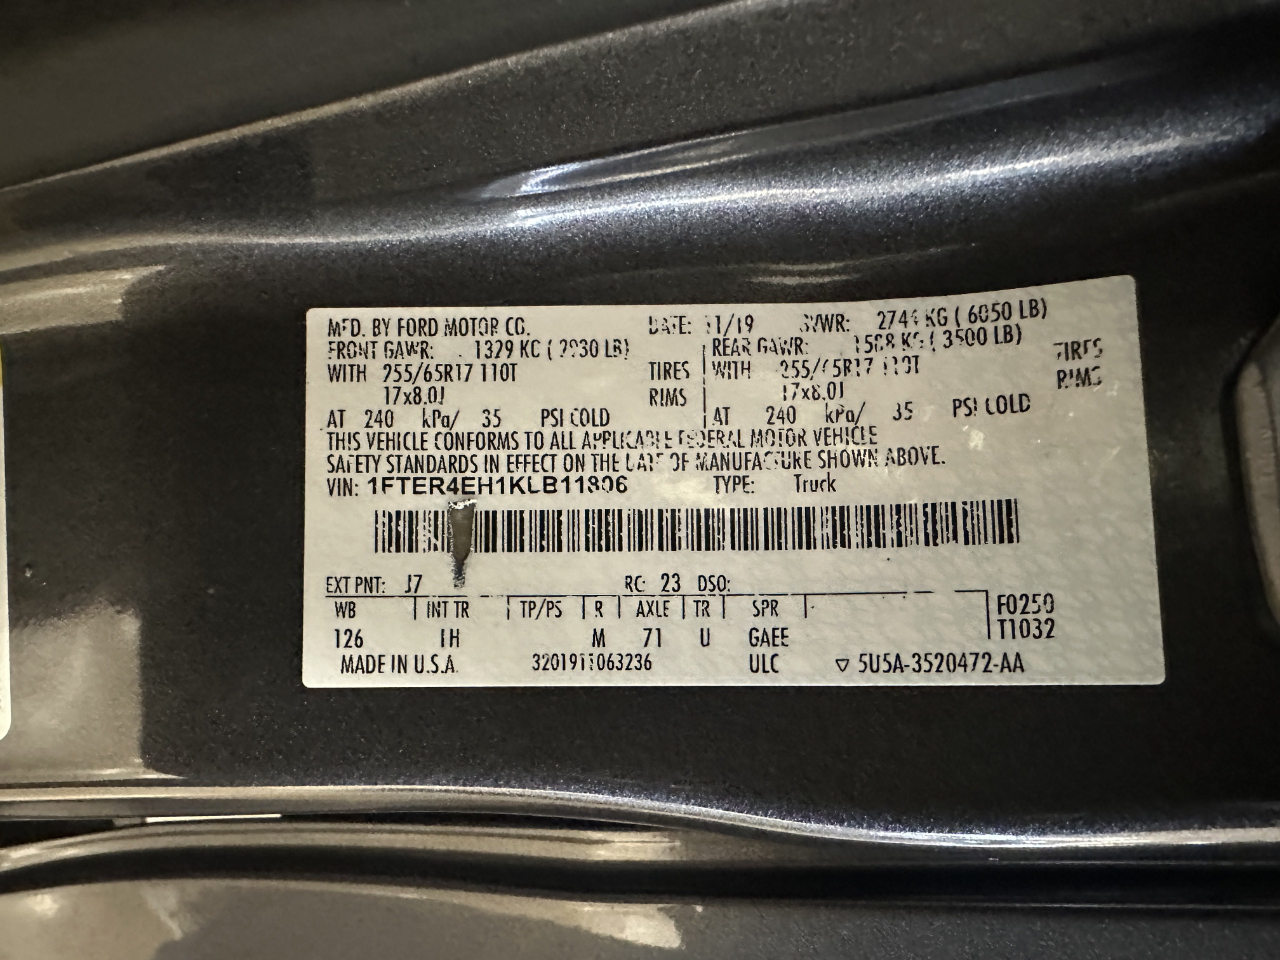 MFD. BY FORD MOTOR CO. DATE: 11/19 GVWR: 2744 KG ( 6050 LB)
FRONT GAWR: 1329 KG ( 2930 LB) REAR GAWR: 1588 KG ( 3500 LB)
WITH 255/65R17 110T TIRES WITH 255/65R17 110T TIRES
17x8.0J RIMS 17x8.0J RIMS
AT 240 kPa/ 35 PSI COLD AT 240 kPa/ 35 PSI COLD
THIS VEHICLE CONFORMS TO ALL APPLICABLE FEDERAL MOTOR VEHICLE
SAFETY STANDARDS IN EFFECT ON THE DATE OF MANUFACTURE SHOWN ABOVE.
VIN: TYPE: Truck
EXT PNT: J7 RC: 23 DSO:
WB INT TR TP/PS R AXLE TR SPR F0250
126 M 71 U GAEE T1032
MADE IN U.S.A. 3201911063236 ULC ▽ 5U5A-3520472-AA